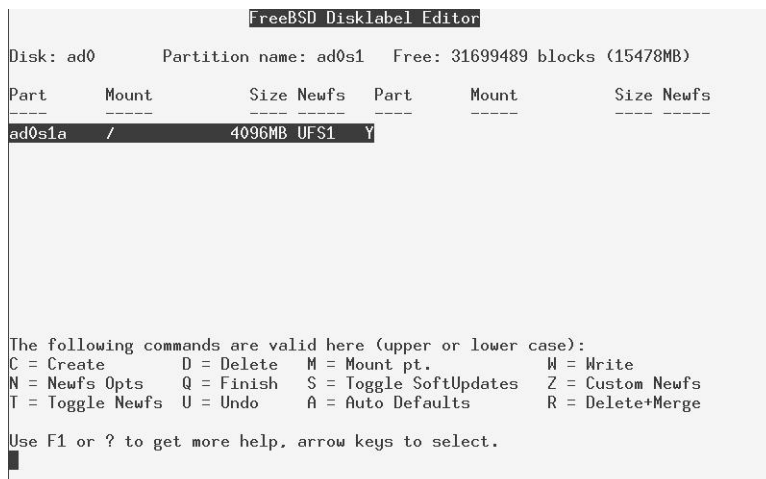 FreeBSD Disklabel Editor
Disk: ad0 Partition name: ad0s1 Free: 31699489 blocks (15478MB)
Part Mount Size Newfs Part Mount Size Newfs
---- ----- ---- ----- ---- ----- ---- -----
ad0s1a / 4096MB UFS1 Y
The following commands are valid here (upper or lower case):
C = Create D = Delete M = Mount pt. W = Write
N = Newfs Opts Q = Finish S = Toggle SoftUpdates Z = Custom Newfs
T = Toggle Newfs U = Undo A = Auto Defaults R = Delete+Merge
Use F1 or ? to get more help, arrow keys to select.